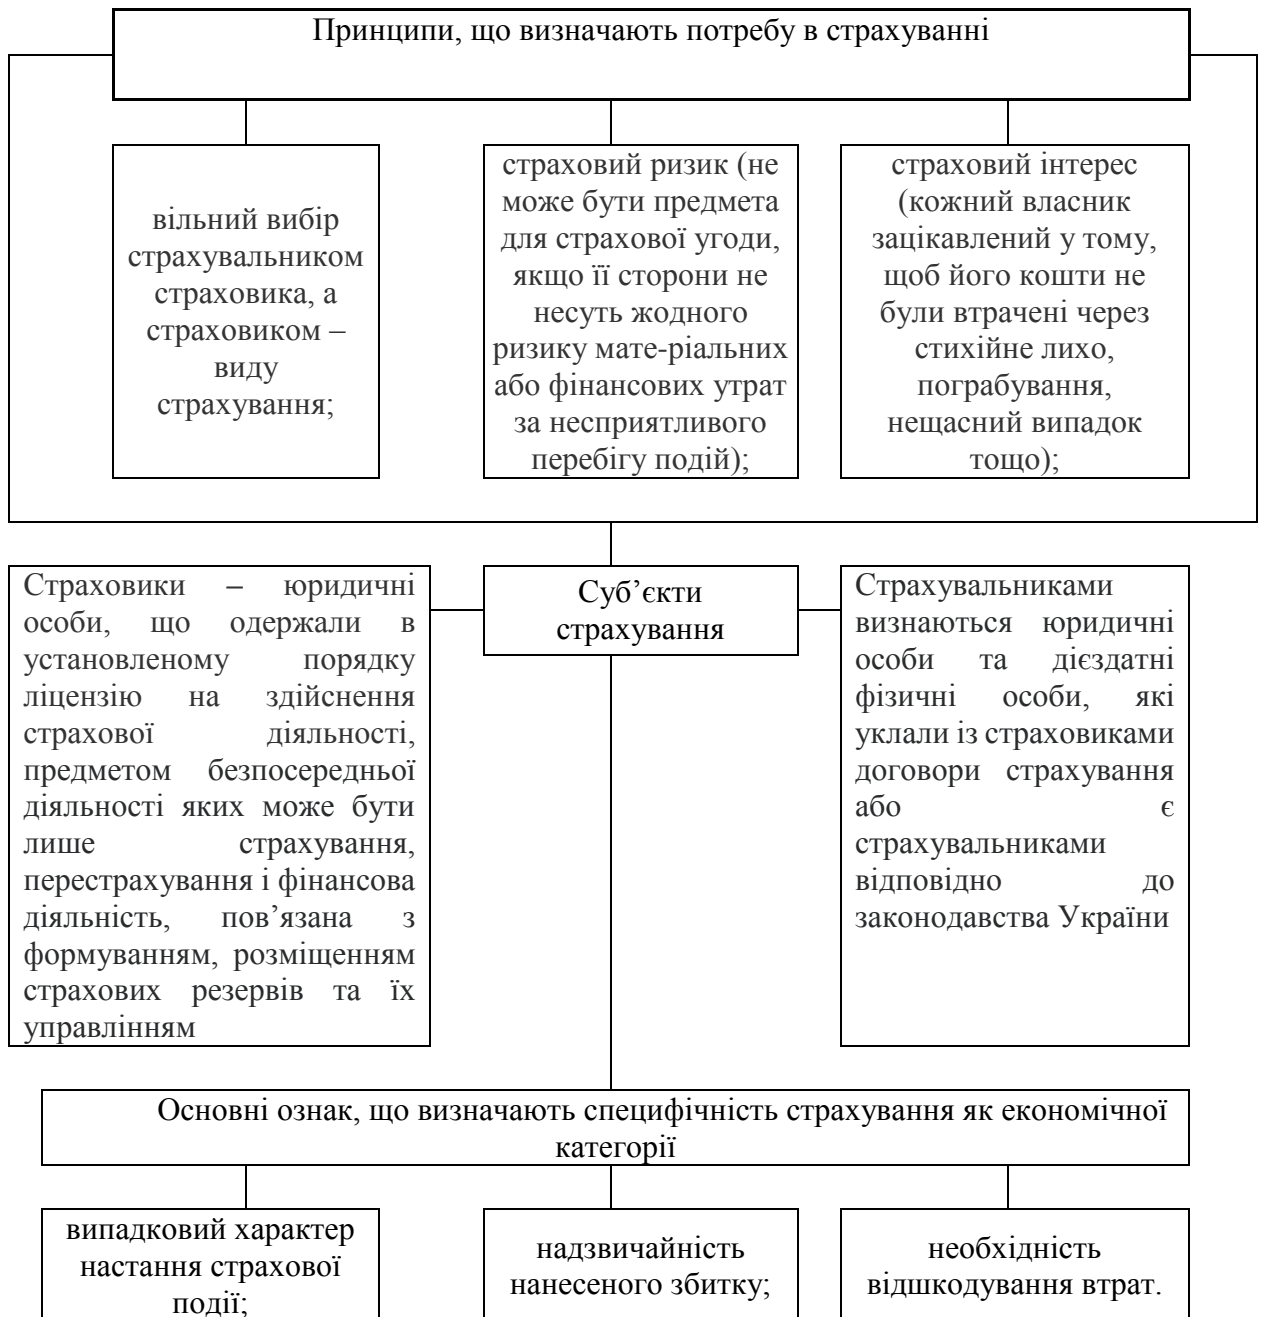 Принципи, що визначають потребу в страхуванні
вільний вибір
страхувальником
страховика, а
страховиком –
виду
страхування;
страховий ризик (не
може бути предмета
для страхової угоди,
якщо її сторони не
несуть жодного
ризику мате-ріальних
або фінансових утрат
за несприятливого
перебігу подій);
страховий інтерес
(кожний власник
зацікавлений у тому,
щоб його кошти не
були втрачені через
стихійне лихо,
пограбування,
нещасний випадок
тощо);
Страховики – юридичні
особи, що одержали в
установленому порядку
ліцензію на здійснення
страхової діяльності,
предметом безпосередньої
діяльності яких може бути
лише страхування,
перестрахування і фінансова
діяльність, пов’язана з
формуванням, розміщенням
страхових резервів та їх
управлінням
Суб’єкти
страхування
Страхувальниками
визнаються юридичні
особи та дієздатні
фізичні особи, які
уклали із страховиками
договори страхування
або є
страхувальниками
відповідно до
законодавства України
Основні ознак, що визначають специфічність страхування як економічної
категорії
випадковий характер
настання страхової
події;
надзвичайність
нанесеного збитку;
необхідність
відшкодування втрат.